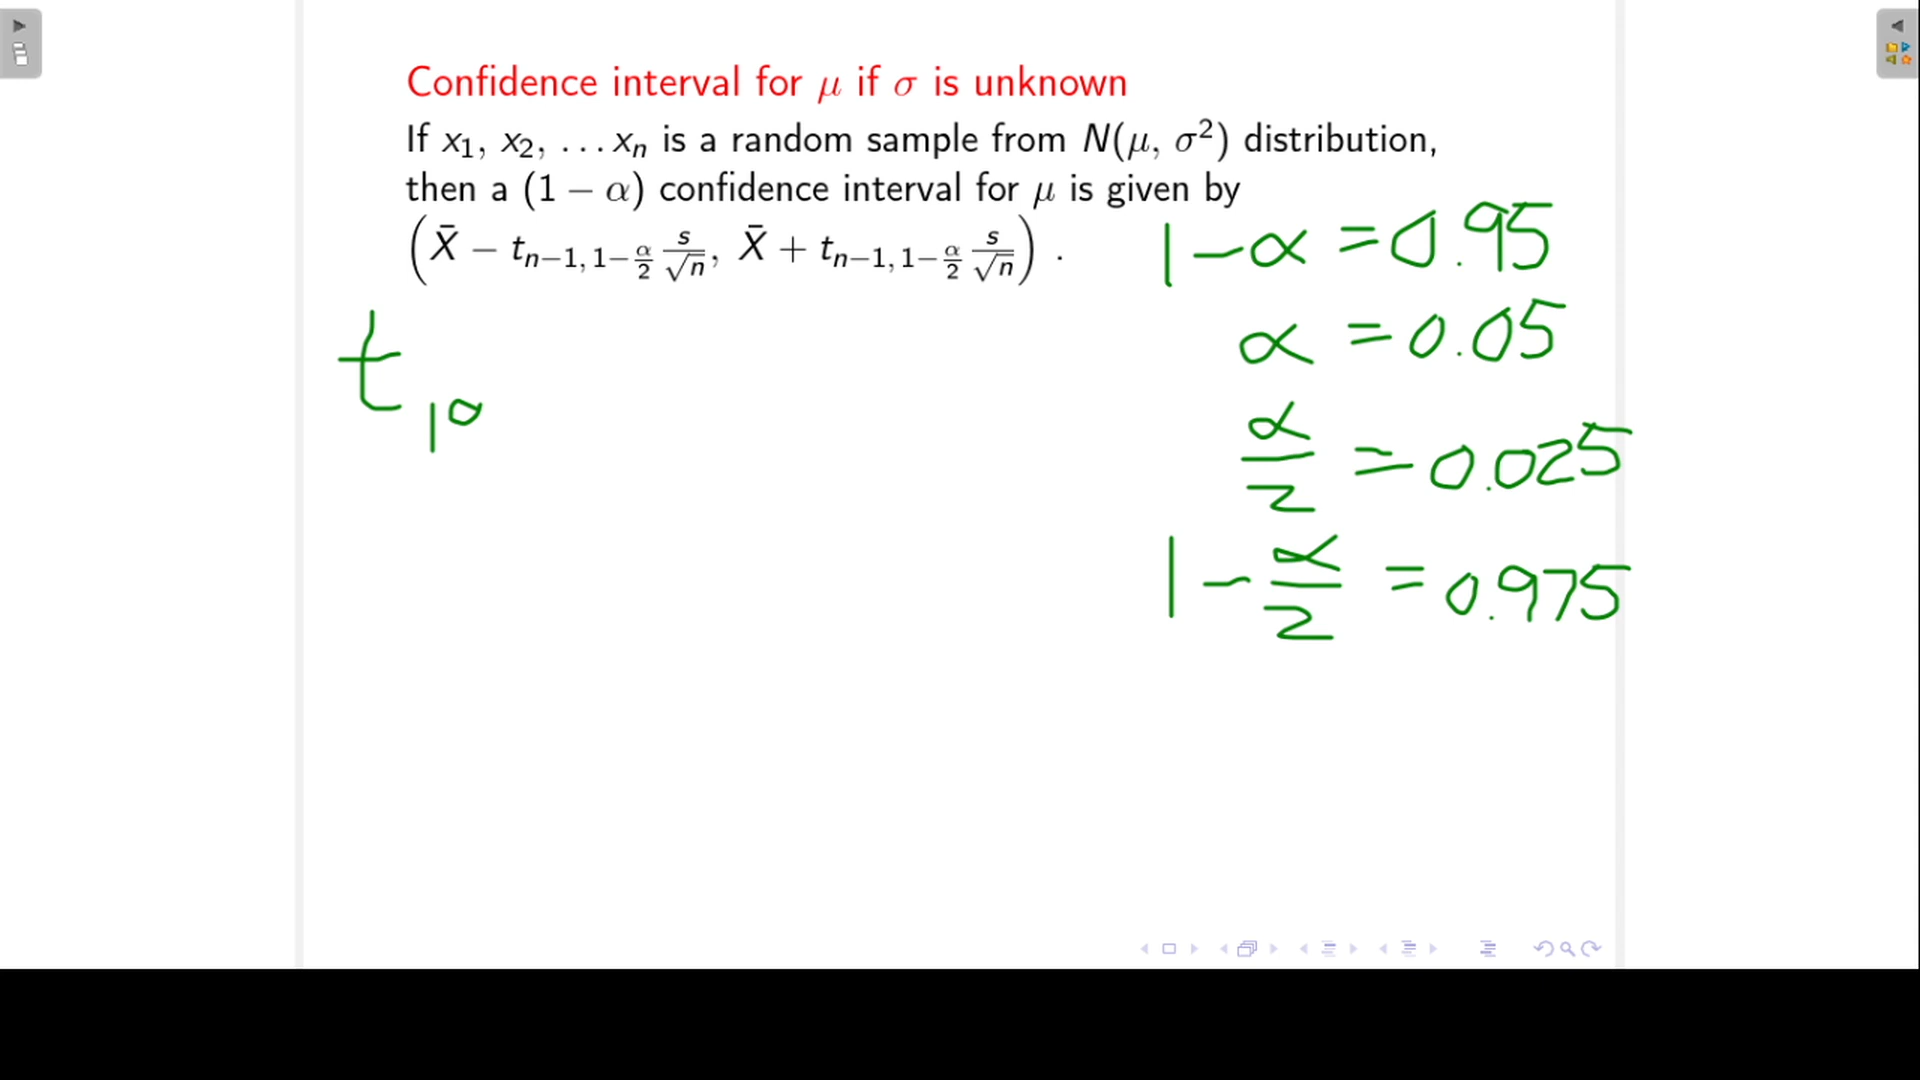 Confidence interval for μ if σ is unknown
If x₁, x₂, …xₙ is a random sample from N(μ, σ²) distribution,
then a (1 − α) confidence interval for μ is given by
(X̄ − t_{n−1, 1−α/2} s/√n, X̄ + t_{n−1, 1−α/2} s/√n) .
1 − α = 0.95
α = 0.05
α/2 = 0.025
1 − α/2 = 0.975
t₁₀